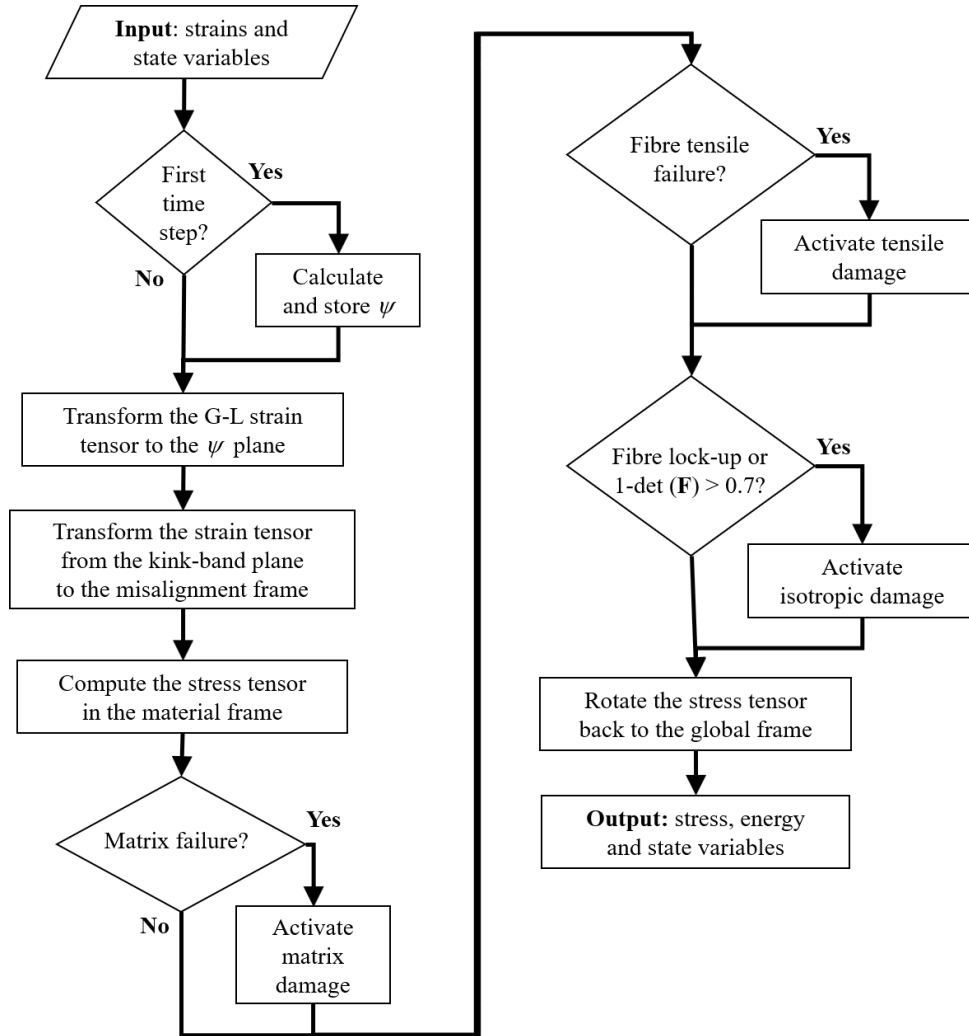 Input: strains and
state variables
First
time
step?
Yes
No
Calculate
and store ψ
Transform the G-L strain
tensor to the ψ plane
Transform the strain tensor
from the kink-band plane
to the misalignment frame
Compute the stress tensor
in the material frame
Matrix failure?
Yes
No
Activate
matrix
damage
Fibre tensile
failure?
Yes
Activate tensile
damage
Fibre lock-up or
1-det (F) > 0.7?
Yes
Activate
isotropic damage
Rotate the stress tensor
back to the global frame
Output: stress, energy
and state variables